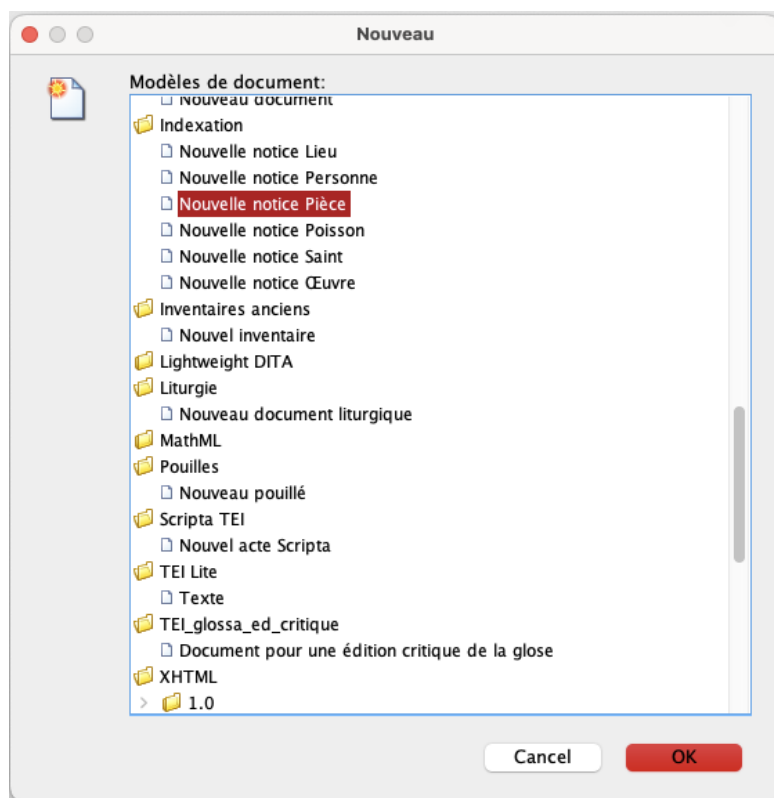 Nouveau
Modèles de document:
Nouveau document
Indexation
Nouvelle notice Lieu
Nouvelle notice Personne
Nouvelle notice Pièce
Nouvelle notice Poisson
Nouvelle notice Saint
Nouvelle notice Œuvre
Inventaires anciens
Nouvel inventaire
Lightweight DITA
Liturgie
Nouveau document liturgique
MathML
Pouilles
Nouveau pouillé
Scripta TEI
Nouvel acte Scripta
TEI Lite
Texte
TEI_glossa_ed_critique
Document pour une édition critique de la glose
XHTML
1.0
Cancel OK